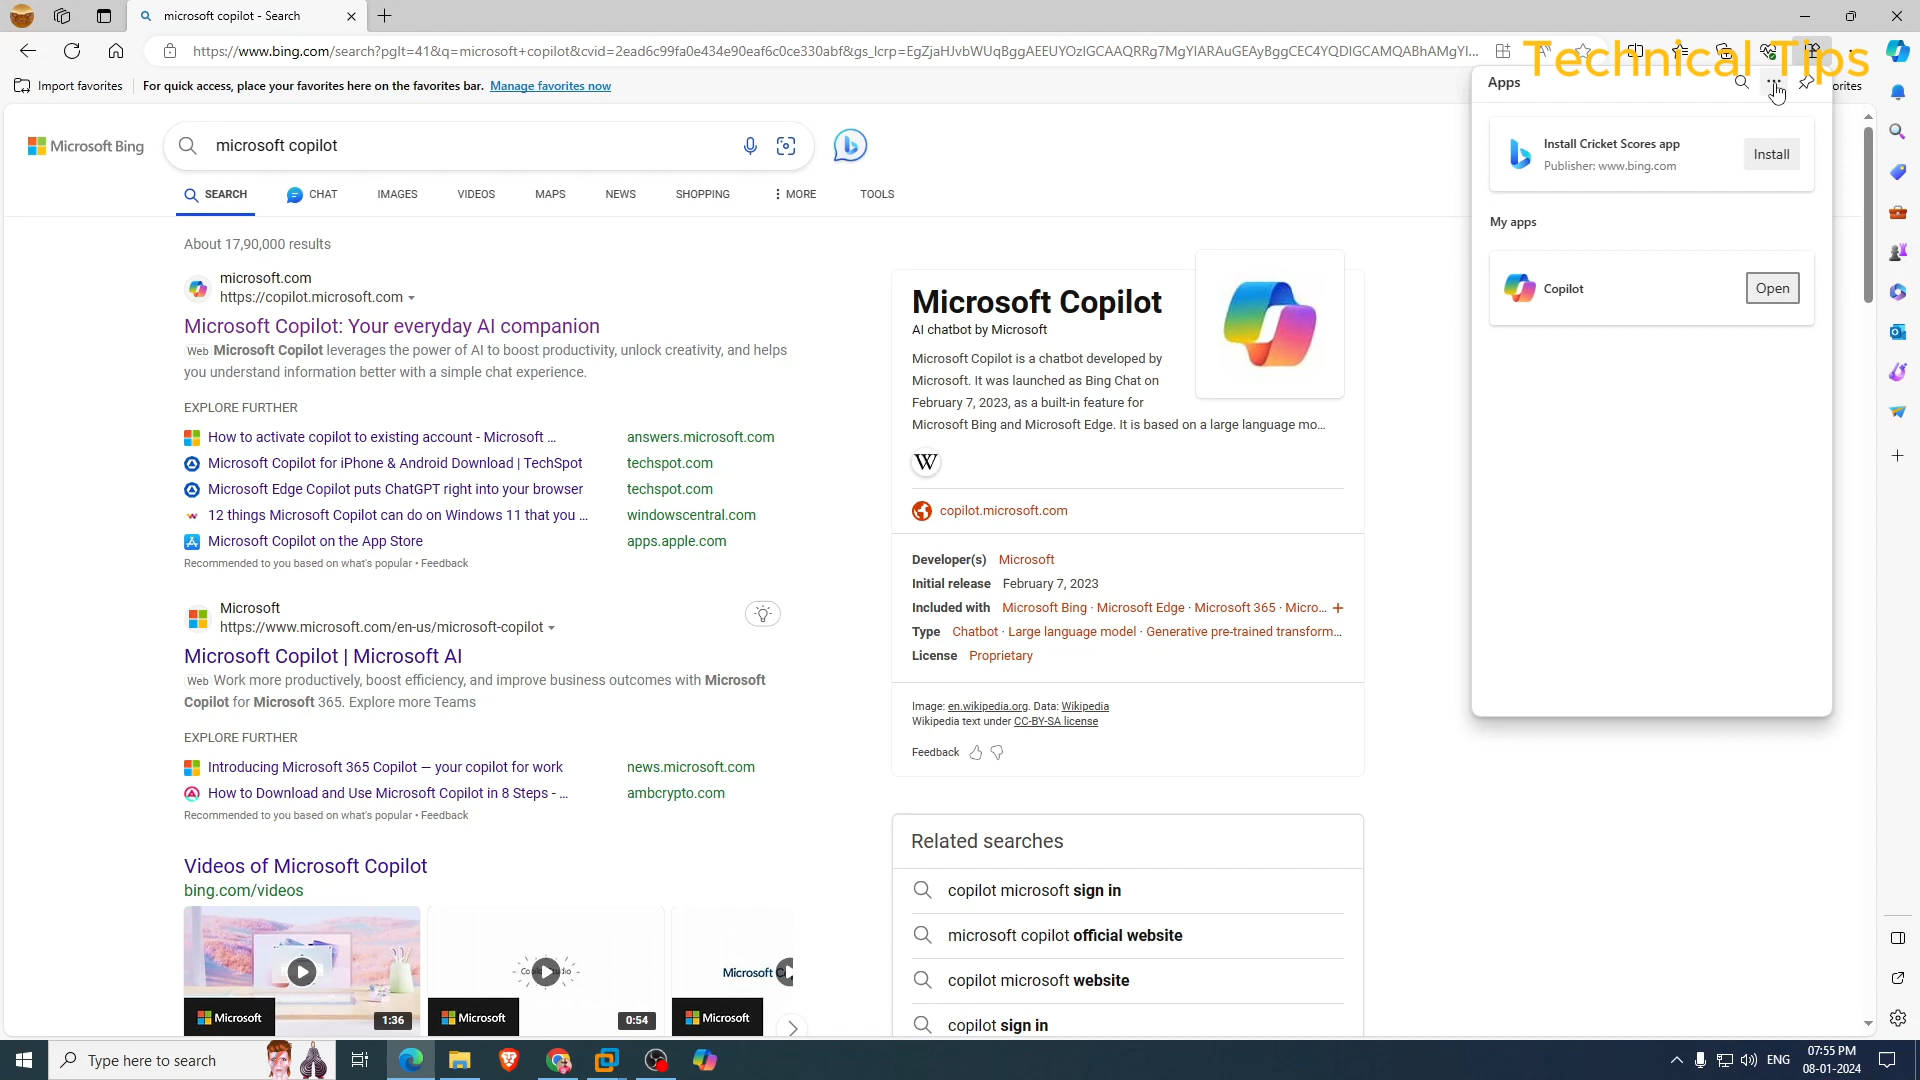 microsoft copilot - Search
https://www.bing.com/search?pglt=41&q=microsoft+copilot&cvid=2ead6c99fa0e434e90eaf6c0ce330abf&gs_lcrp=EgZjaHJvbWUqBggAEEUYOzIGCAAQRRg7MgYIARAuGEAyBggCEC4YQDIGCAMQABhAMgYI...
Technical Tips
Import favorites
For quick access, place your favorites here on the favorites bar. Manage favorites now
orites
Apps
Install Cricket Scores app
Publisher: www.bing.com
Install
My apps
Copilot
Open
Microsoft Bing
microsoft copilot
SEARCH CHAT IMAGES VIDEOS MAPS NEWS SHOPPING MORE TOOLS
About 17,90,000 results
microsoft.com
https://copilot.microsoft.com
Microsoft Copilot: Your everyday AI companion
Web Microsoft Copilot leverages the power of AI to boost productivity, unlock creativity, and helps
you understand information better with a simple chat experience.
EXPLORE FURTHER
How to activate copilot to existing account - Microsoft ... answers.microsoft.com
Microsoft Copilot for iPhone & Android Download | TechSpot techspot.com
Microsoft Edge Copilot puts ChatGPT right into your browser techspot.com
12 things Microsoft Copilot can do on Windows 11 that you ... windowscentral.com
Microsoft Copilot on the App Store apps.apple.com
Recommended to you based on what's popular • Feedback
Microsoft
https://www.microsoft.com/en-us/microsoft-copilot
Microsoft Copilot | Microsoft AI
Web Work more productively, boost efficiency, and improve business outcomes with Microsoft
Copilot for Microsoft 365. Explore more Teams
EXPLORE FURTHER
Introducing Microsoft 365 Copilot — your copilot for work news.microsoft.com
How to Download and Use Microsoft Copilot in 8 Steps - ... ambcrypto.com
Recommended to you based on what's popular • Feedback
Videos of Microsoft Copilot
bing.com/videos
Microsoft
1:36
Microsoft
0:54
Microsoft
Microsoft
Microsoft Copilot
AI chatbot by Microsoft
Microsoft Copilot is a chatbot developed by
Microsoft. It was launched as Bing Chat on
February 7, 2023, as a built-in feature for
Microsoft Bing and Microsoft Edge. It is based on a large language mo...
W
copilot.microsoft.com
Developer(s) Microsoft
Initial release February 7, 2023
Included with Microsoft Bing · Microsoft Edge · Microsoft 365 · Micro... +
Type Chatbot · Large language model · Generative pre-trained transform...
License Proprietary
Image: en.wikipedia.org. Data: Wikipedia
Wikipedia text under CC-BY-SA license
Feedback
Related searches
copilot microsoft sign in
microsoft copilot official website
copilot microsoft website
copilot sign in
Type here to search
ENG
07:55 PM
08-01-2024